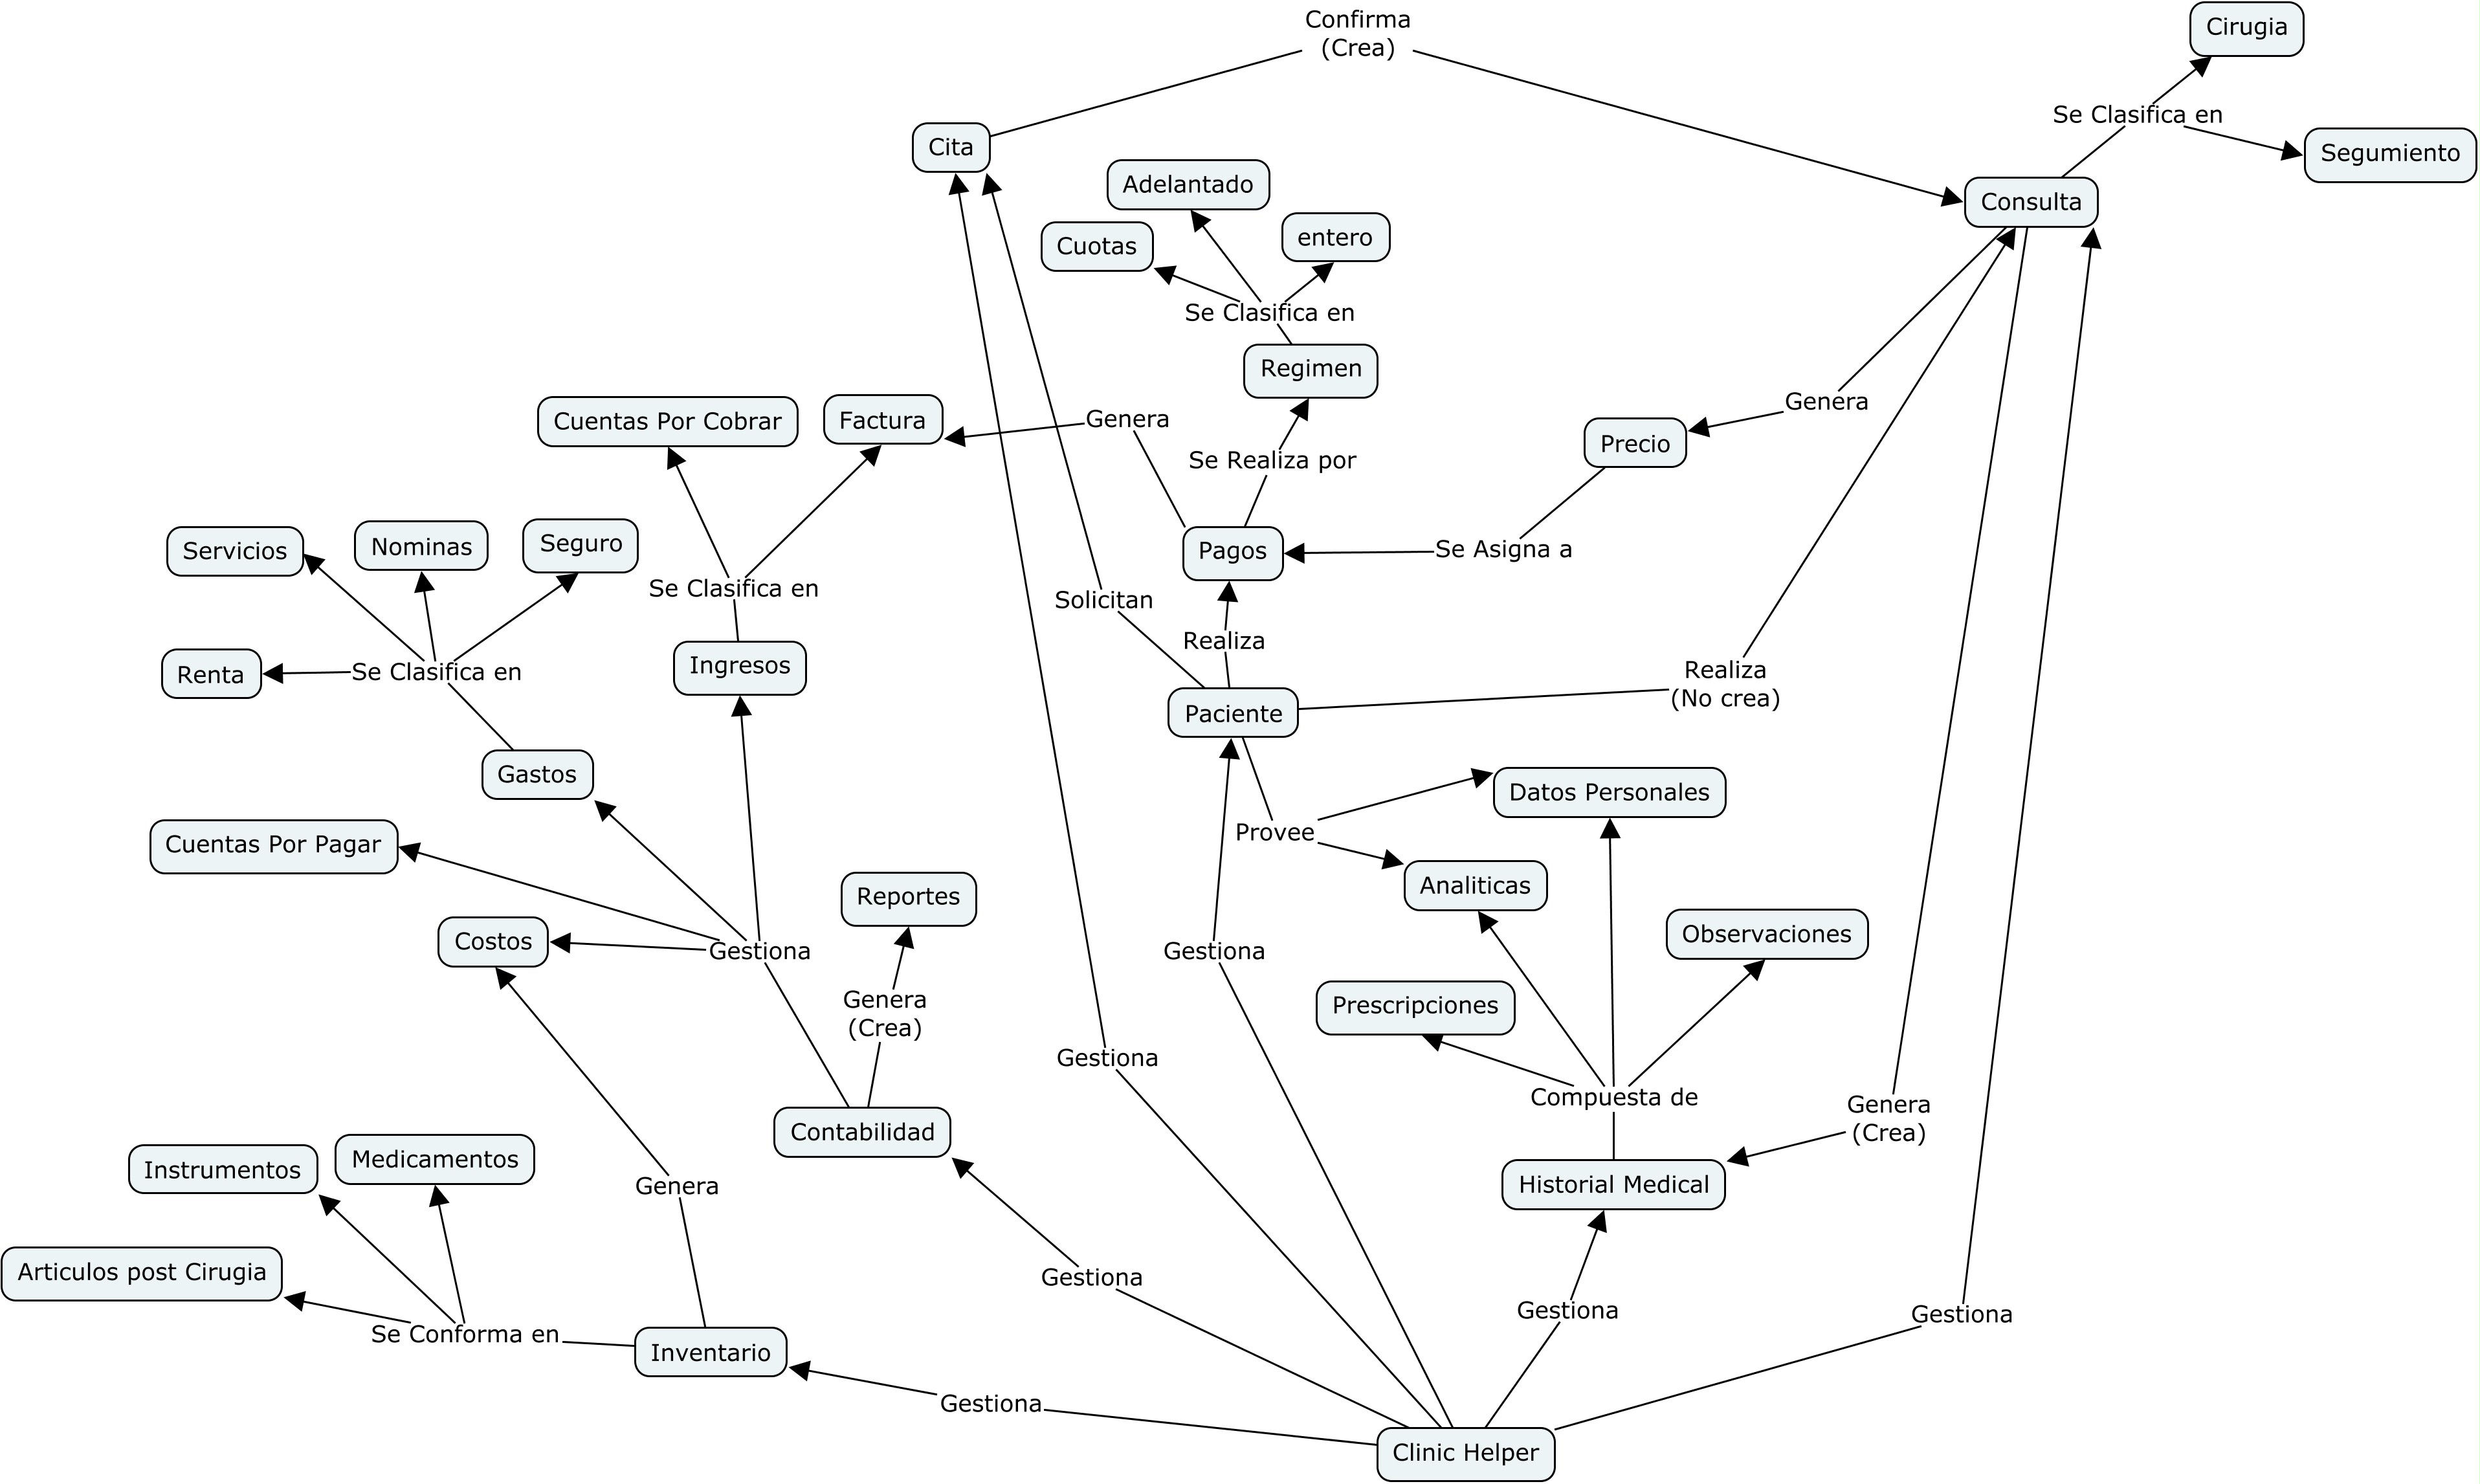 Confirma
(Crea)
Cirugia
Se Clasifica en
Cita
Segumiento
Adelantado
Consulta
Cuotas
entero
Se Clasifica en
Regimen
Cuentas Por Cobrar
Factura
Genera
Genera
Precio
Se Realiza por
Servicios
Nominas
Seguro
Pagos
Se Asigna a
Se Clasifica en
Solicitan
Realiza
Renta
Se Clasifica en
Ingresos
Realiza
(No crea)
Paciente
Gastos
Datos Personales
Provee
Cuentas Por Pagar
Analiticas
Reportes
Costos
Gestiona
Gestiona
Observaciones
Genera
(Crea)
Prescripciones
Gestiona
Compuesta de
Genera
(Crea)
Contabilidad
Instrumentos
Medicamentos
Genera
Historial Medical
Articulos post Cirugia
Gestiona
Gestiona
Gestiona
Se Conforma en
Inventario
Gestiona
Clinic Helper